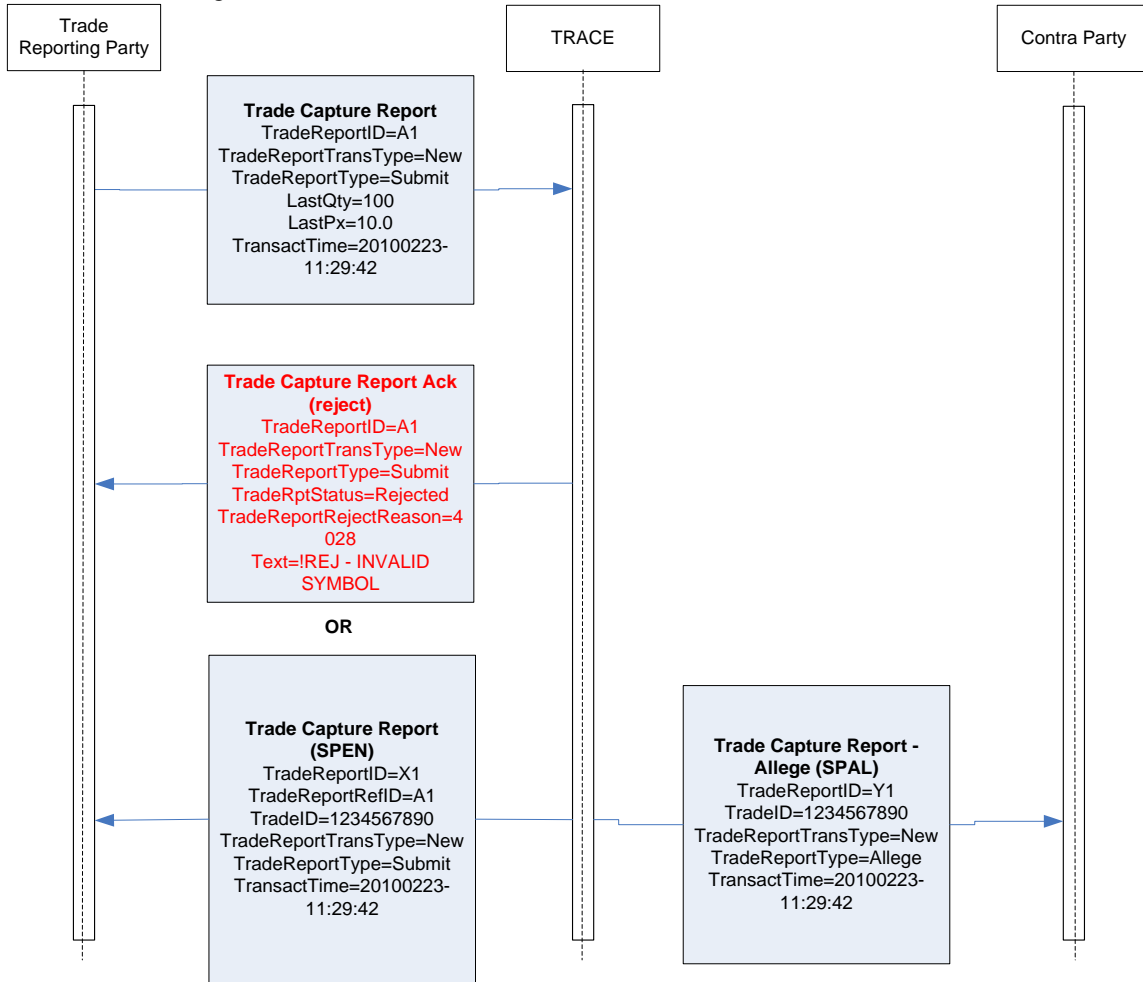 Trade
Reporting Party
TRACE
Contra Party
Trade Capture Report
TradeReportID=A1
TradeReportTransType=New
TradeReportType=Submit
LastQty=100
LastPx=10.0
TransactTime=20100223-
11:29:42
Trade Capture Report Ack
(reject)
TradeReportID=A1
TradeReportTransType=New
TradeReportType=Submit
TradeRptStatus=Rejected
TradeReportRejectReason=4
028
Text=!REJ - INVALID
SYMBOL
OR
Trade Capture Report
(SPEN)
TradeReportID=X1
TradeReportRefID=A1
TradeID=1234567890
TradeReportTransType=New
TradeReportType=Submit
TransactTime=20100223-
11:29:42
Trade Capture Report -
Allege (SPAL)
TradeReportID=Y1
TradeID=1234567890
TradeReportTransType=New
TradeReportType=Allege
TransactTime=20100223-
11:29:42